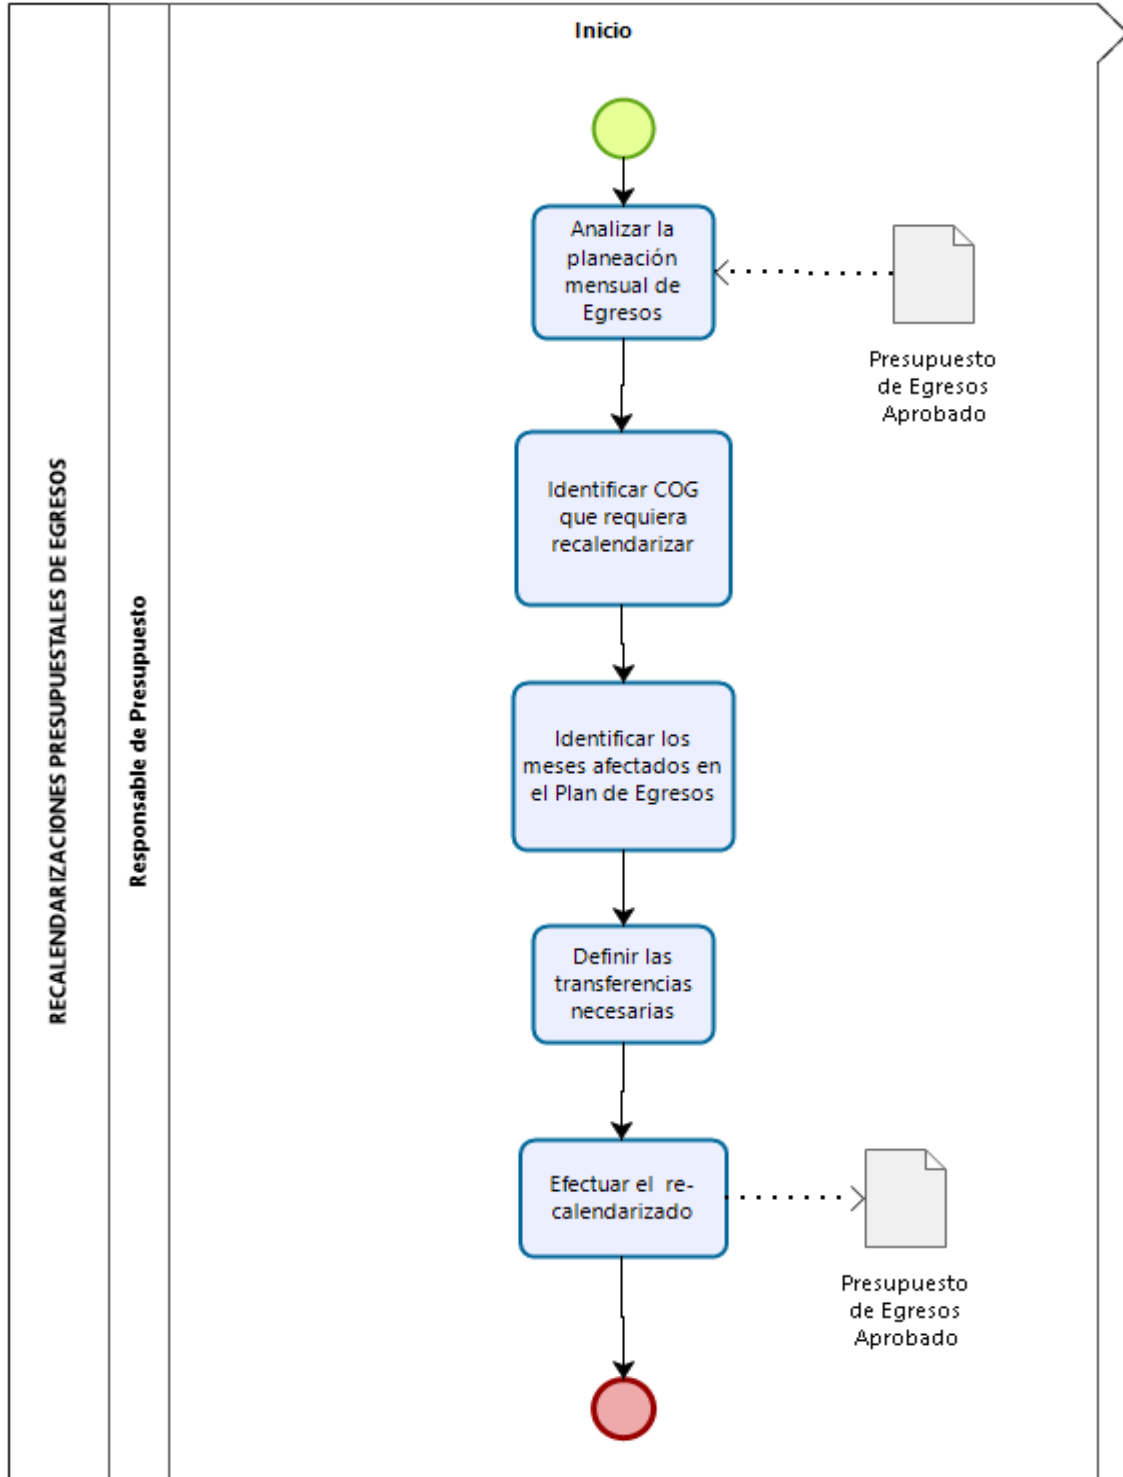 RECALENDARIZACIONES PRESUPUESTALES DE EGRESOS
Responsable de Presupuesto
Inicio
Analizar la
planeación
mensual de
Egresos
Presupuesto
de Egresos
Aprobado
Identificar COG
que requiera
recalendarizar
Identificar los
meses afectados en
el Plan de Egresos
Definir las
transferencias
necesarias
Efectuar el re-
calendarizado
Presupuesto
de Egresos
Aprobado